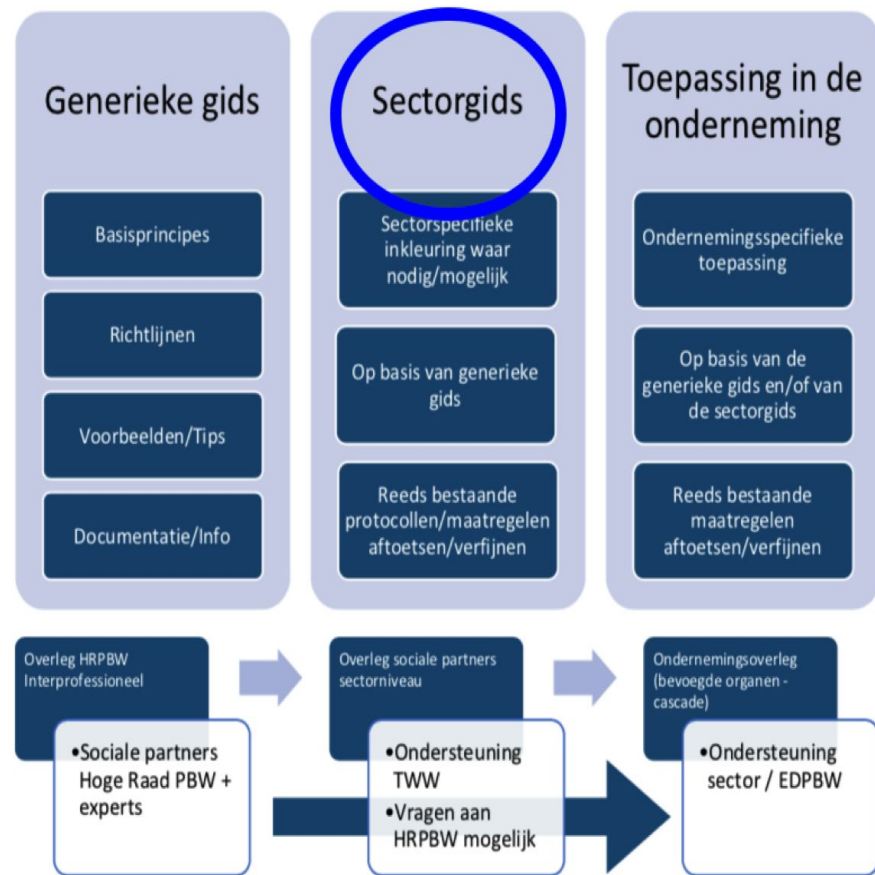 Generieke gids
Basisprincipes
Richtlijnen
Voorbeelden/Tips
Documentatie/Info
Sectorgids
Sectorspecifieke
inkleuring waar
nodig/mogelijk
Op basis van generieke
gids
Reeds bestaande
protocollen/maatregelen
aftoetsen/verfijnen
Toepassing in de
onderneming
Ondernemingsspecifieke
toepassing
Op basis van de
generieke gids en/of van
de sectorgids
Reeds bestaande
maatregelen
aftoetsen/verfijnen
Overleg HRPBW
Interprofessioneel
•Sociale partners
Hoge Raad PBW +
experts
Overleg sociale partners
sectorniveau
•Ondersteuning
TWW
•Vragen aan
HRPBW mogelijk
Ondernemingsoverleg
(bevoegde organen -
cascade)
•Ondersteuning
sector / EDPBW